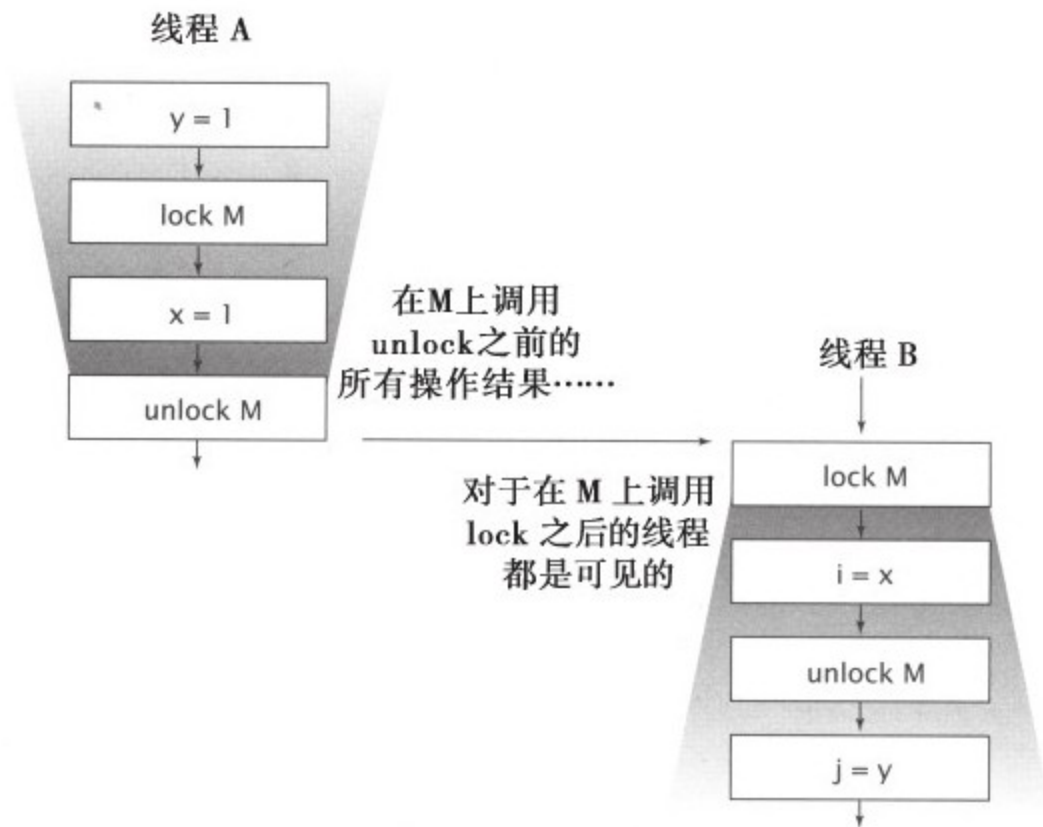 线程 A
y = 1
lock M
x = 1
unlock M
在M上调用
unlock之前的
所有操作结果……
线程 B
lock M
对于在 M 上调用
lock 之后的线程
都是可见的
i = x
unlock M
j = y